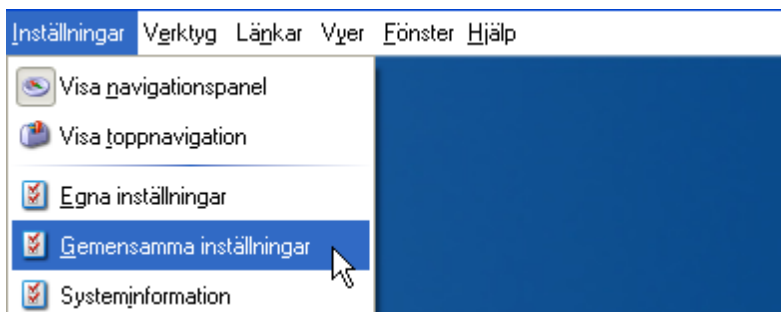 Inställningar Verktyg Länkar Vyer Fönster Hjälp
Visa navigationspanel
Visa toppnavigation
Egna inställningar
Gemensamma inställningar
Systeminformation